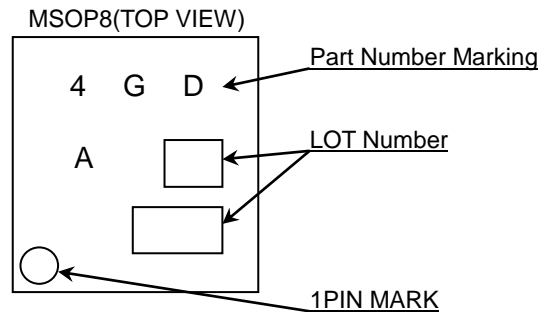 MSOP8(TOP VIEW)
Part Number Marking
4 G D
LOT Number
A
1PIN MARK